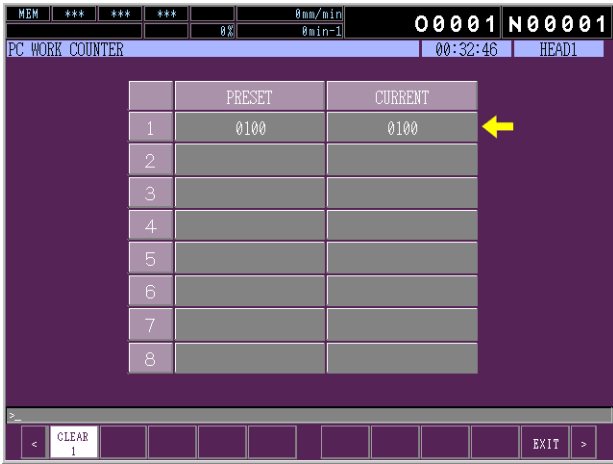 MEM *** *** *** 0mm/min O0001 N00001
0% 0min-1
PC WORK COUNTER 00:32:46 HEAD1
PRESET CURRENT
1 0100 0100
2
3
4
5
6
7
8
>_
< CLEAR EXIT >
1